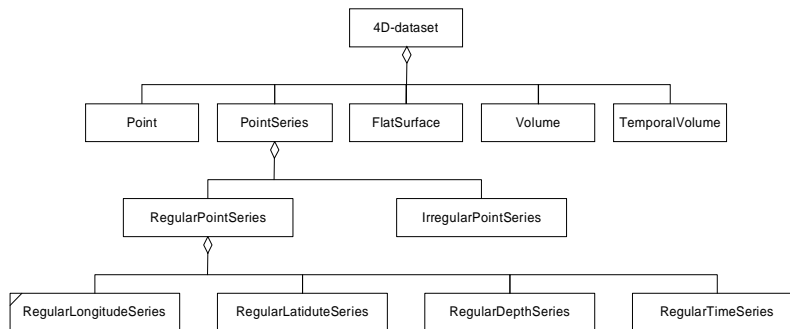 4D-dataset
Point
PointSeries
FlatSurface
Volume
TemporalVolume
RegularPointSeries
IrregularPointSeries
RegularLongitudeSeries
RegularLatiduteSeries
RegularDepthSeries
RegularTimeSeries